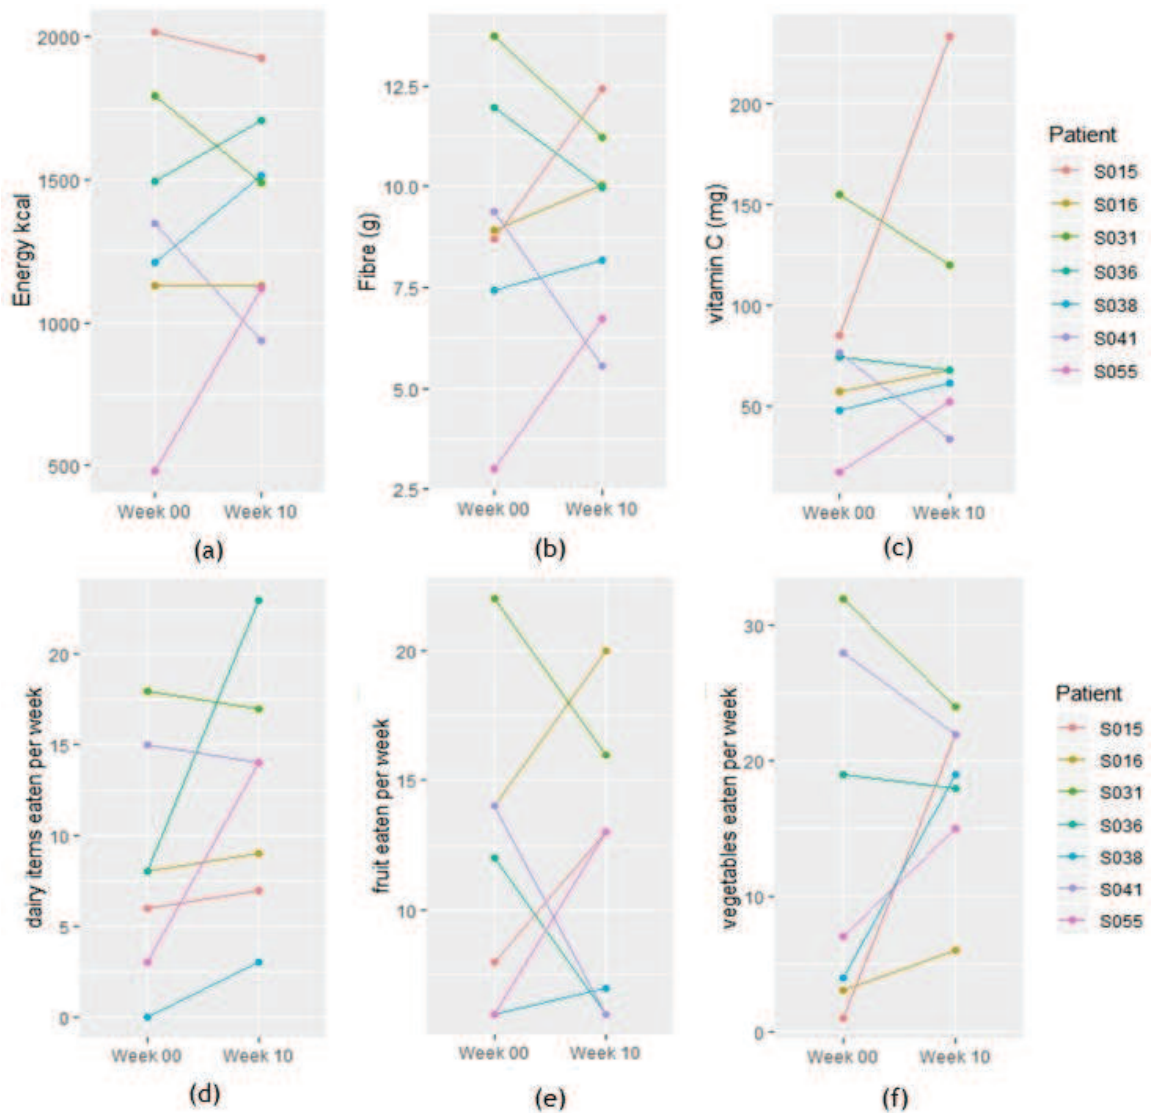 Energy kcal
2000
1500
1000
500
Week 00 Week 10
(a)
Fibre (g)
12.5
10.0
7.5
5.0
2.5
Week 00 Week 10
(b)
vitamin C (mg)
200
150
100
50
Week 00 Week 10
(c)
Patient
S015
S016
S031
S036
S038
S041
S055
dairy items eaten per week
20
15
10
5
0
Week 00 Week 10
(d)
fruit eaten per week
20
15
10
Week 00 Week 10
(e)
vegetables eaten per week
30
20
10
0
Week 00 Week 10
(f)
Patient
S015
S016
S031
S036
S038
S041
S055